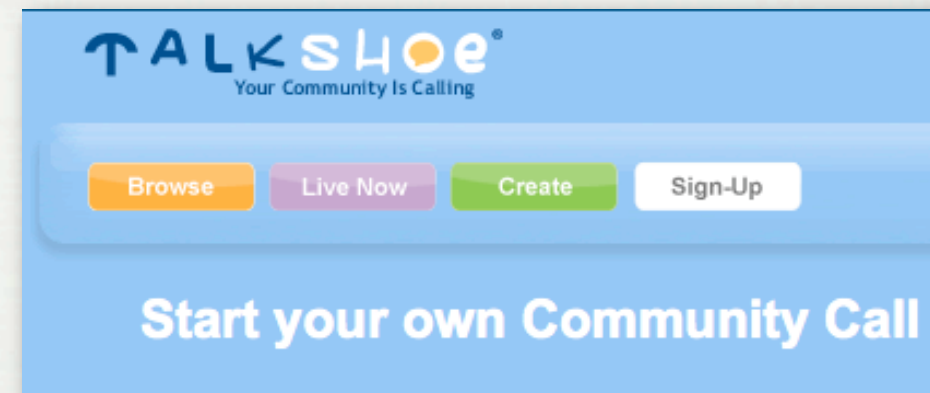 TALKSHOE®
Your Community Is Calling
Browse Live Now Create Sign-Up
Start your own Community Call